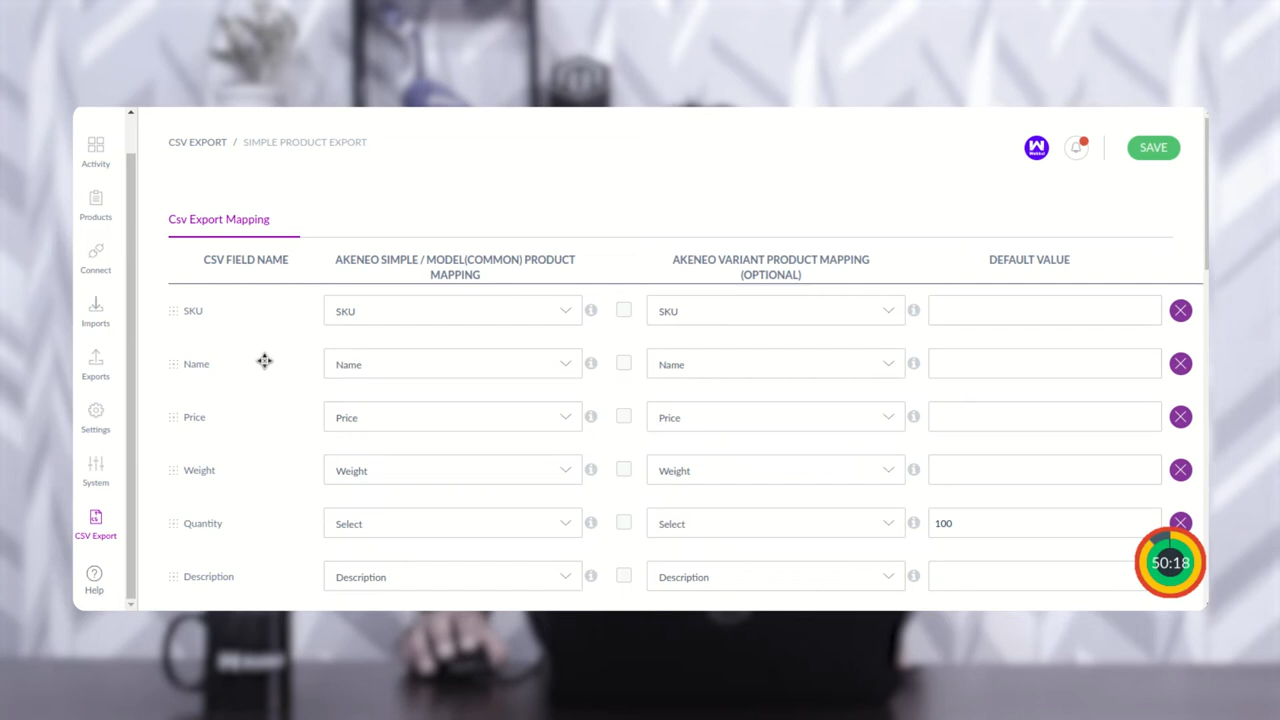 CSV EXPORT / SIMPLE PRODUCT EXPORT
SAVE
Activity
Products
Connect
Imports
Exports
Settings
System
CSV Export
Help
Csv Export Mapping
CSV FIELD NAME
AKENEO SIMPLE / MODEL(COMMON) PRODUCT
MAPPING
AKENEO VARIANT PRODUCT MAPPING
(OPTIONAL)
DEFAULT VALUE
SKU SKU SKU
Name Name Name
Price Price Price
Weight Weight Weight
Quantity Select Select 100
Description Description Description
50:18